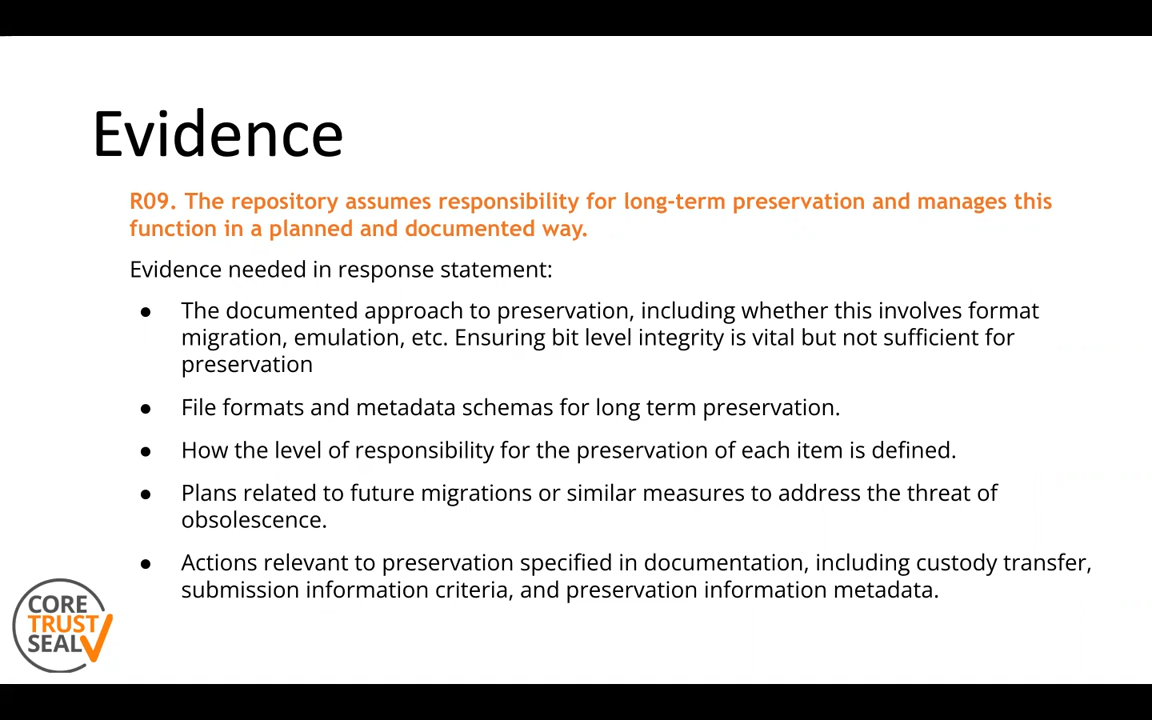 Evidence
R09. The repository assumes responsibility for long-term preservation and manages this
function in a planned and documented way.
Evidence needed in response statement:
● The documented approach to preservation, including whether this involves format
migration, emulation, etc. Ensuring bit level integrity is vital but not sufficient for
preservation
● File formats and metadata schemas for long term preservation.
● How the level of responsibility for the preservation of each item is defined.
● Plans related to future migrations or similar measures to address the threat of
obsolescence.
● Actions relevant to preservation specified in documentation, including custody transfer,
submission information criteria, and preservation information metadata.
CORE
TRUST
SEAL